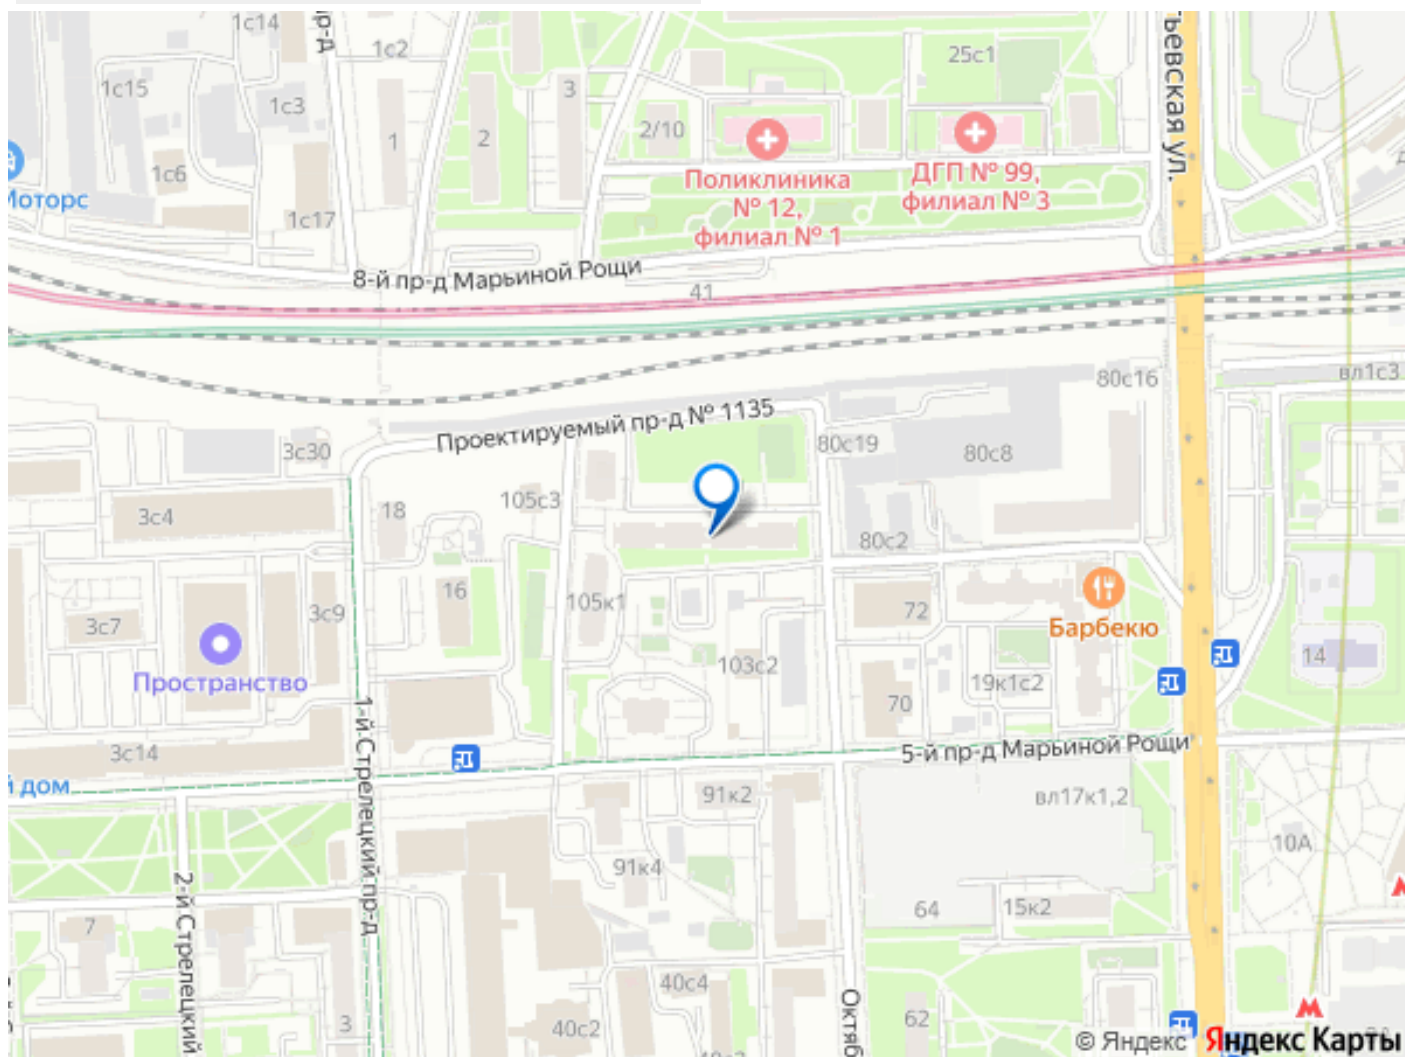 1с14
пр-д
1с2
25с1
тьевская ул.
1с15
1с3
3
1
2
2/10
1с6
Моторс
1с17
Поликлиника
№ 12,
филиал № 1
ДГП № 99,
филиал № 3
8-й пр-д Марьиной Рощи
41
80с16
вл1с3
Проектируемый пр-д № 1135
3с30
80с19
80с8
105с3
3с4
18
80с2
16
105к1
72
3с9
3с7
Барбекю
Пространство
103с2
14
19к1с2
70
1-й Стрелецкий пр-д
3с14
5-й пр-д Марьиной Рощи
й дом
91к2
вл17к1,2
10А
91к4
2-й Стрелецкий
64
15к2
7
40с4
Октяб
62
3
40с2
© Яндекс
Яндекс Карты